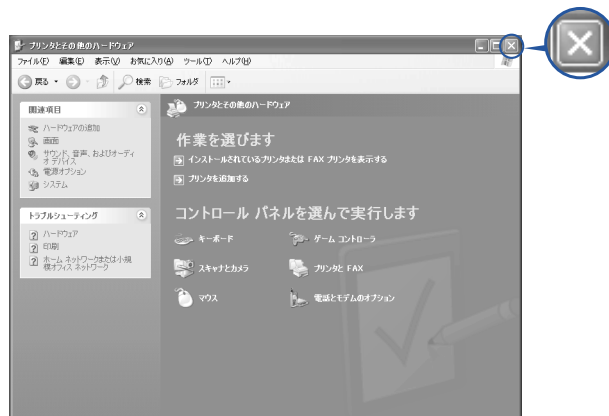 プリンタとその他のハードウェア
ファイル(F) 編集(E) 表示(V) お気に入り(A) ツール(T) ヘルプ(H)
戻る 検索 フォルダ
関連項目
ハードウェアの追加
画面
サウンド、音声、およびオーディ
オ デバイス
電源オプション
システム
トラブルシューティング
ハードウェア
印刷
ホーム ネットワークまたは小規
模オフィス ネットワーク
プリンタとその他のハードウェア
作業を選びます
インストールされているプリンタまたは FAX プリンタを表示する
プリンタを追加する
コントロール パネルを選んで実行します
キーボード ゲーム コントローラ
スキャナとカメラ プリンタと FAX
マウス 電話とモデムのオプション